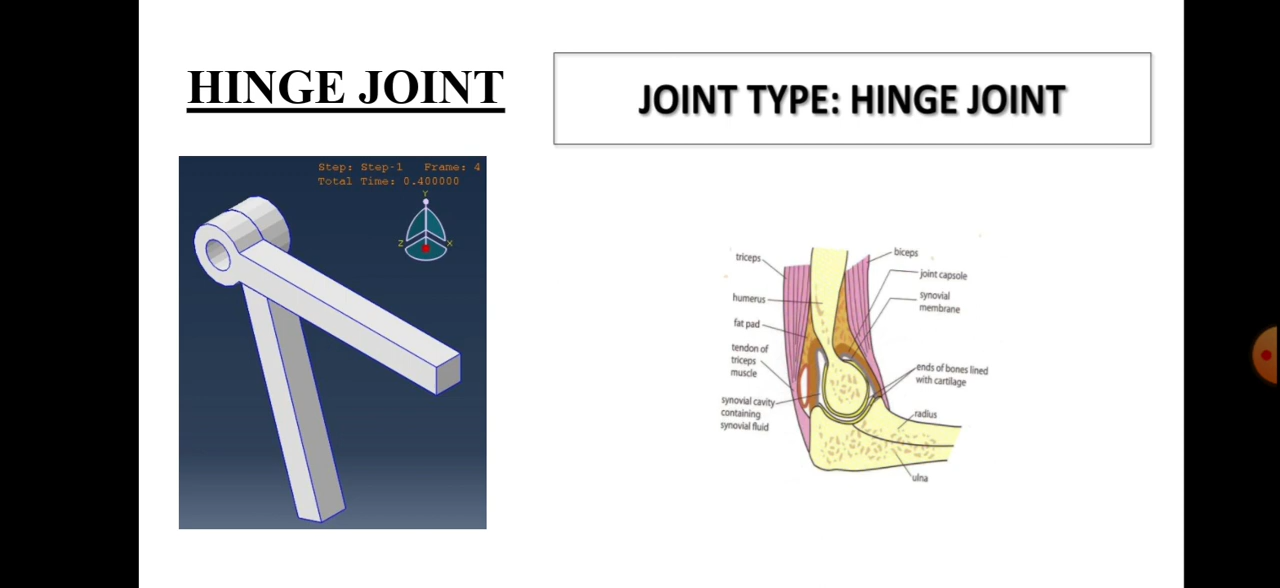 HINGE JOINT
JOINT TYPE: HINGE JOINT
Step: Step-1 Frame: 4
Total Time: 0.400000
Y
Z
X
triceps
humerus
fat pad
tendon of
triceps
muscle
synovial cavity
containing
synovial fluid
biceps
joint capsole
synovial
membrane
ends of bones lined
with cartilage
radius
ulna